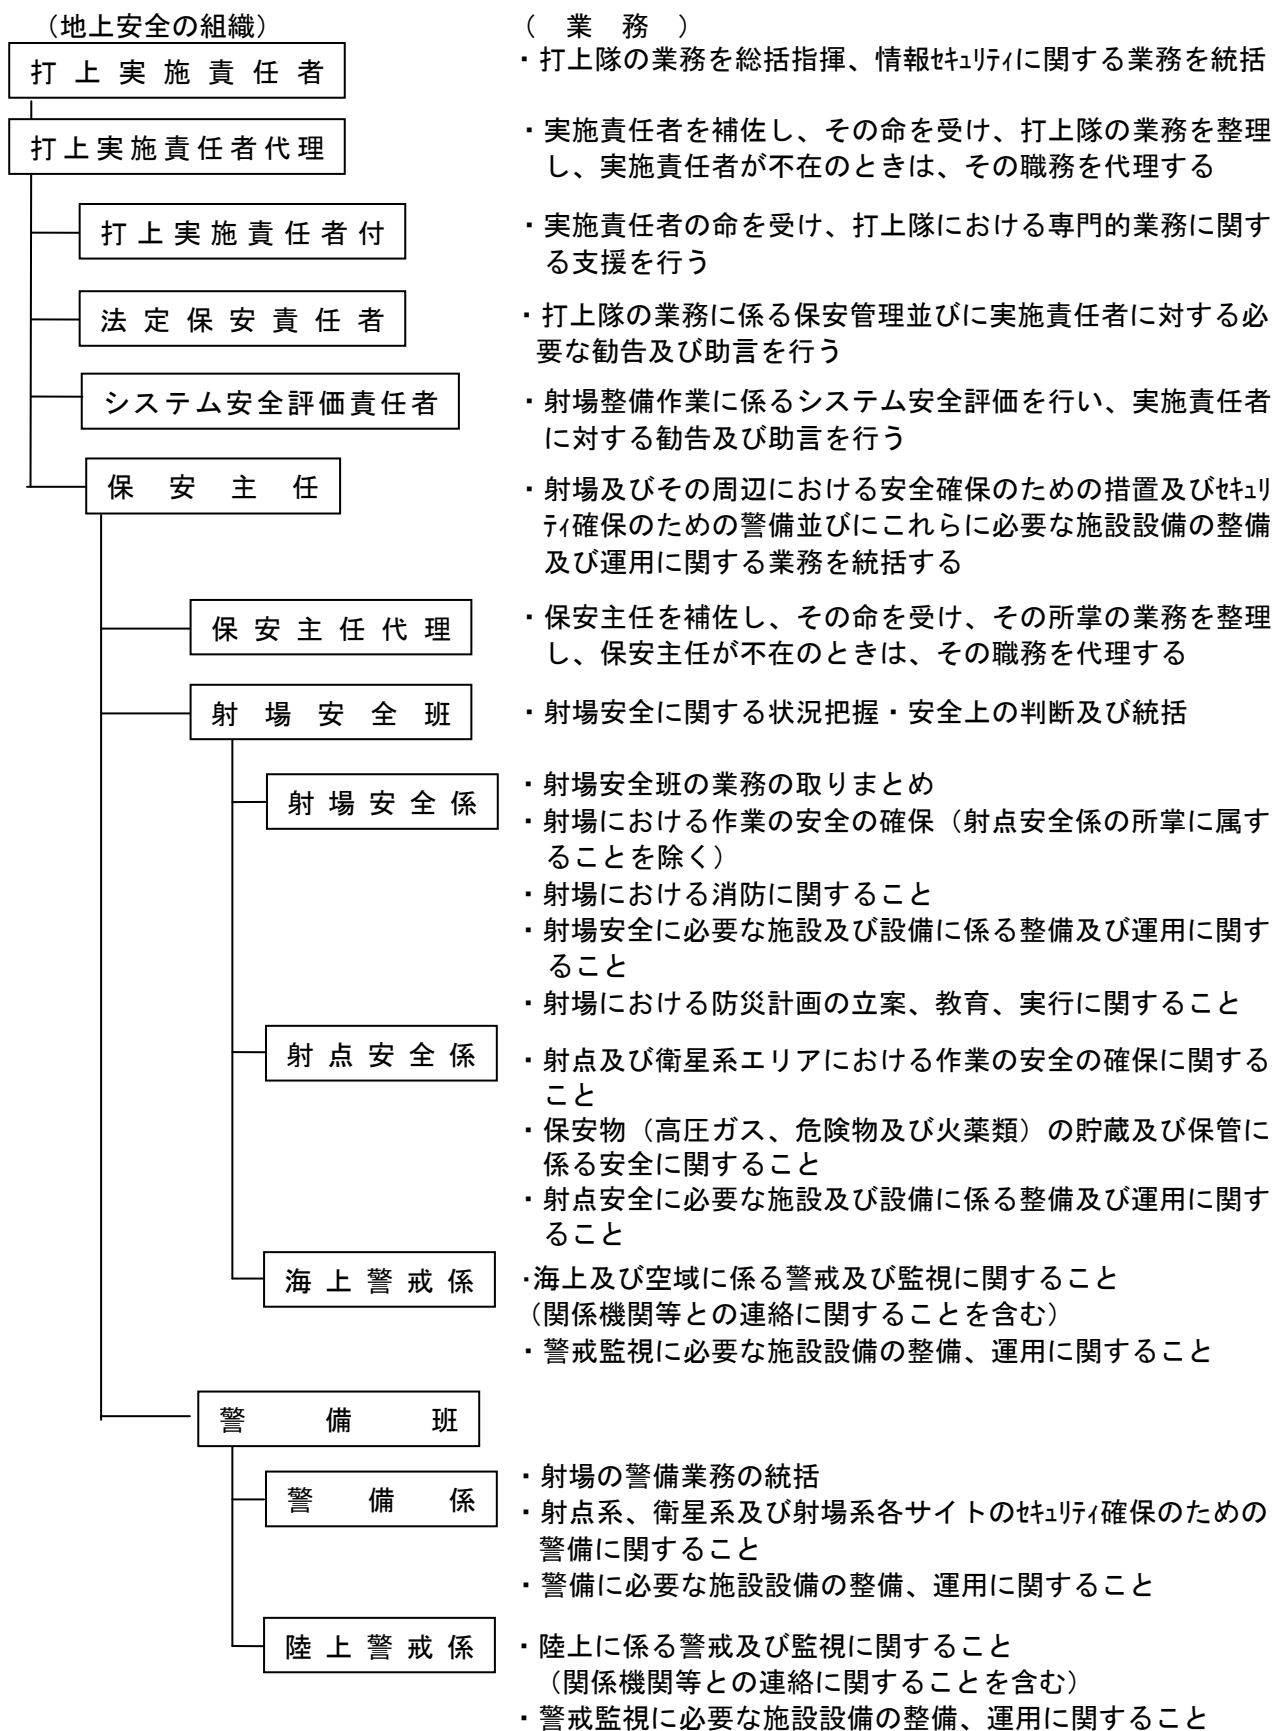 （地上安全の組織）
（　業　務　）
打上実施責任者
・打上隊の業務を総括指揮、情報ｾｷｭﾘﾃｨに関する業務を統括
打上実施責任者代理
・実施責任者を補佐し、その命を受け、打上隊の業務を整理
し、実施責任者が不在のときは、その職務を代理する
打上実施責任者付
・実施責任者の命を受け、打上隊における専門的業務に関す
る支援を行う
法定保安責任者
・打上隊の業務に係る保安管理並びに実施責任者に対する必
要な勧告及び助言を行う
システム安全評価責任者
・射場整備作業に係るシステム安全評価を行い、実施責任者
に対する勧告及び助言を行う
保安主任
・射場及びその周辺における安全確保のための措置及びｾｷｭﾘ
ﾃｨ確保のための警備並びにこれらに必要な施設設備の整備
及び運用に関する業務を統括する
保安主任代理
・保安主任を補佐し、その命を受け、その所掌の業務を整理
し、保安主任が不在のときは、その職務を代理する
射場安全班
・射場安全に関する状況把握・安全上の判断及び統括
射場安全係
・射場安全班の業務の取りまとめ
・射場における作業の安全の確保（射点安全係の所掌に属す
ることを除く）
・射場における消防に関すること
・射場安全に必要な施設及び設備に係る整備及び運用に関す
ること
・射場における防災計画の立案、教育、実行に関すること
射点安全係
・射点及び衛星系エリアにおける作業の安全の確保に関する
こと
・保安物（高圧ガス、危険物及び火薬類）の貯蔵及び保管に
係る安全に関すること
・射点安全に必要な施設及び設備に係る整備及び運用に関す
ること
海上警戒係
・海上及び空域に係る警戒及び監視に関すること
（関係機関等との連絡に関することを含む）
・警戒監視に必要な施設設備の整備、運用に関すること
警備班
警備係
・射場の警備業務の統括
・射点系、衛星系及び射場系各サイトのｾｷｭﾘﾃｨ確保のための
警備に関すること
・警備に必要な施設設備の整備、運用に関すること
陸上警戒係
・陸上に係る警戒及び監視に関すること
（関係機関等との連絡に関することを含む）
・警戒監視に必要な施設設備の整備、運用に関すること